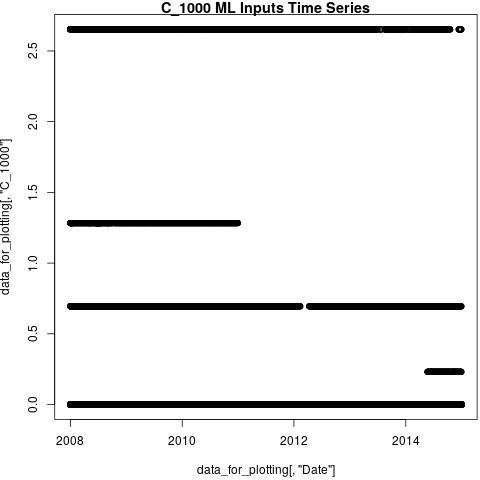 C_1000 ML Inputs Time Series
data_for_plotting[, "C_1000"]
2.5
2.0
1.5
1.0
0.5
0.0
2008 2010 2012 2014
data_for_plotting[, "Date"]